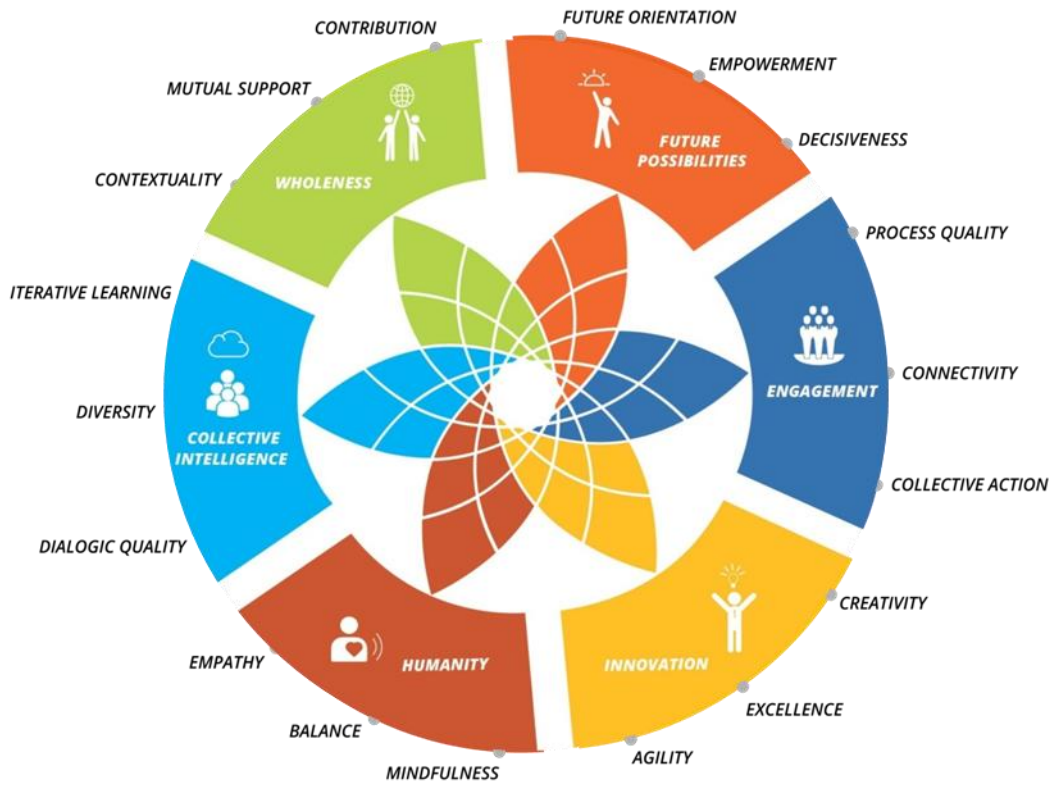 FUTURE ORIENTATION
CONTRIBUTION
EMPOWERMENT
MUTUAL SUPPORT
DECISIVENESS
FUTURE
POSSIBILITIES
CONTEXTUALITY
WHOLENESS
PROCESS QUALITY
ITERATIVE LEARNING
CONNECTIVITY
ENGAGEMENT
DIVERSITY
COLLECTIVE
INTELLIGENCE
COLLECTIVE ACTION
DIALOGIC QUALITY
CREATIVITY
EMPATHY
HUMANITY
INNOVATION
EXCELLENCE
BALANCE
AGILITY
MINDFULNESS